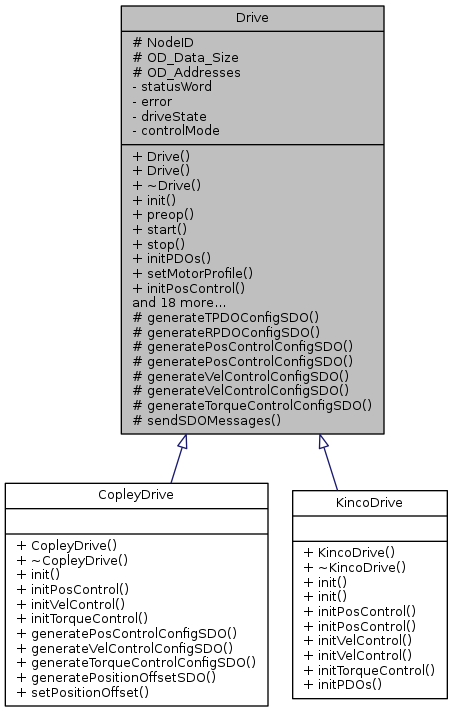 Drive
# NodeID
# OD_Data_Size
# OD_Addresses
- statusWord
- error
- driveState
- controlMode
+ Drive()
+ Drive()
+ ~Drive()
+ init()
+ preop()
+ start()
+ stop()
+ initPDOs()
+ setMotorProfile()
+ initPosControl()
and 18 more...
# generateTPDOConfigSDO()
# generateRPDOConfigSDO()
# generatePosControlConfigSDO()
# generatePosControlConfigSDO()
# generateVelControlConfigSDO()
# generateVelControlConfigSDO()
# generateTorqueControlConfigSDO()
# sendSDOMessages()
CopleyDrive
+ CopleyDrive()
+ ~CopleyDrive()
+ init()
+ initPosControl()
+ initVelControl()
+ initTorqueControl()
+ generatePosControlConfigSDO()
+ generateVelControlConfigSDO()
+ generateTorqueControlConfigSDO()
+ generatePositionOffsetSDO()
+ setPositionOffset()
KincoDrive
+ KincoDrive()
+ ~KincoDrive()
+ init()
+ init()
+ initPosControl()
+ initPosControl()
+ initVelControl()
+ initVelControl()
+ initTorqueControl()
+ initPDOs()